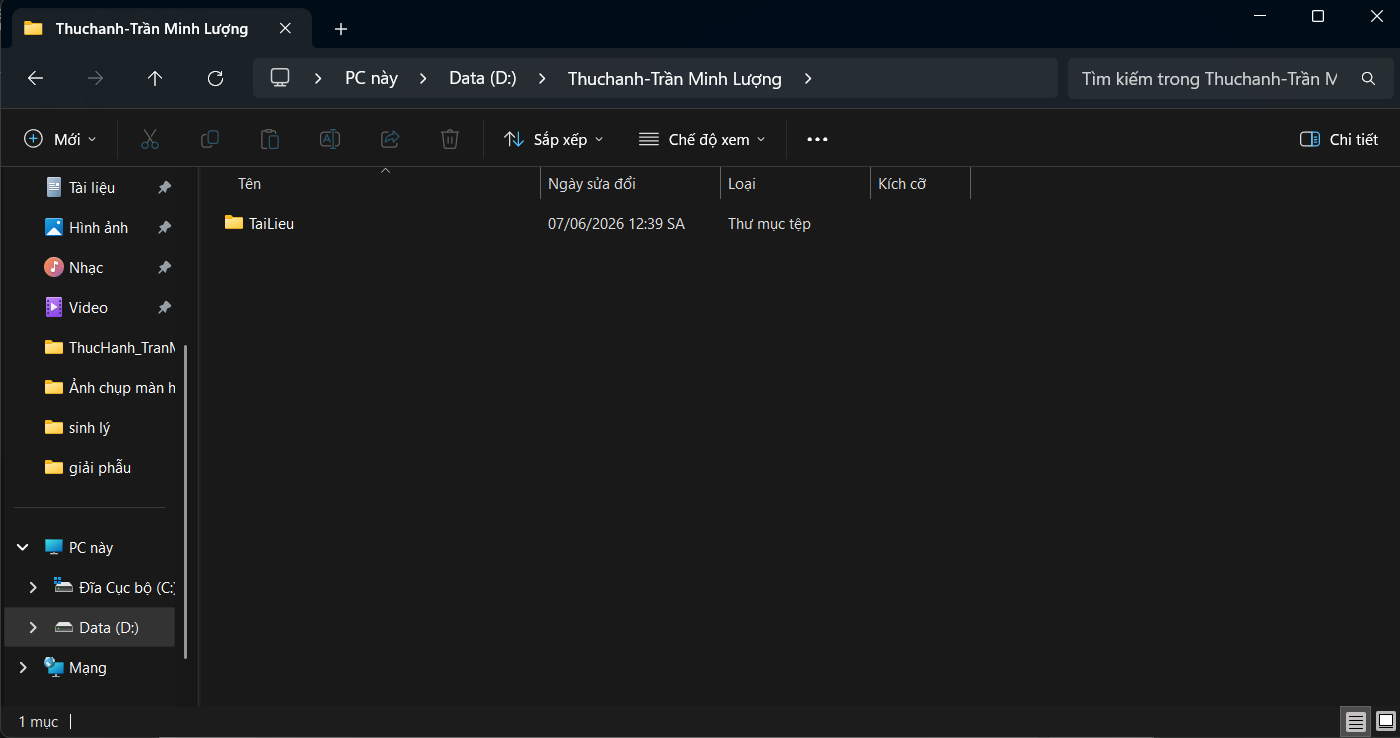 Thuchanh-Trần Minh Lượng
PC này Data (D:) Thuchanh-Trần Minh Lượng
Tìm kiếm trong Thuchanh-Trần M
Mới Sắp xếp Chế độ xem Chi tiết
Tên Ngày sửa đổi Loại Kích cỡ
TaiLieu 07/06/2026 12:39 SA Thư mục tệp
Tài liệu
Hình ảnh
Nhạc
Video
ThucHanh_TranM
Ảnh chụp màn h
sinh lý
giải phẫu
PC này
Đĩa Cục bộ (C:)
Data (D:)
Mạng
1 mục